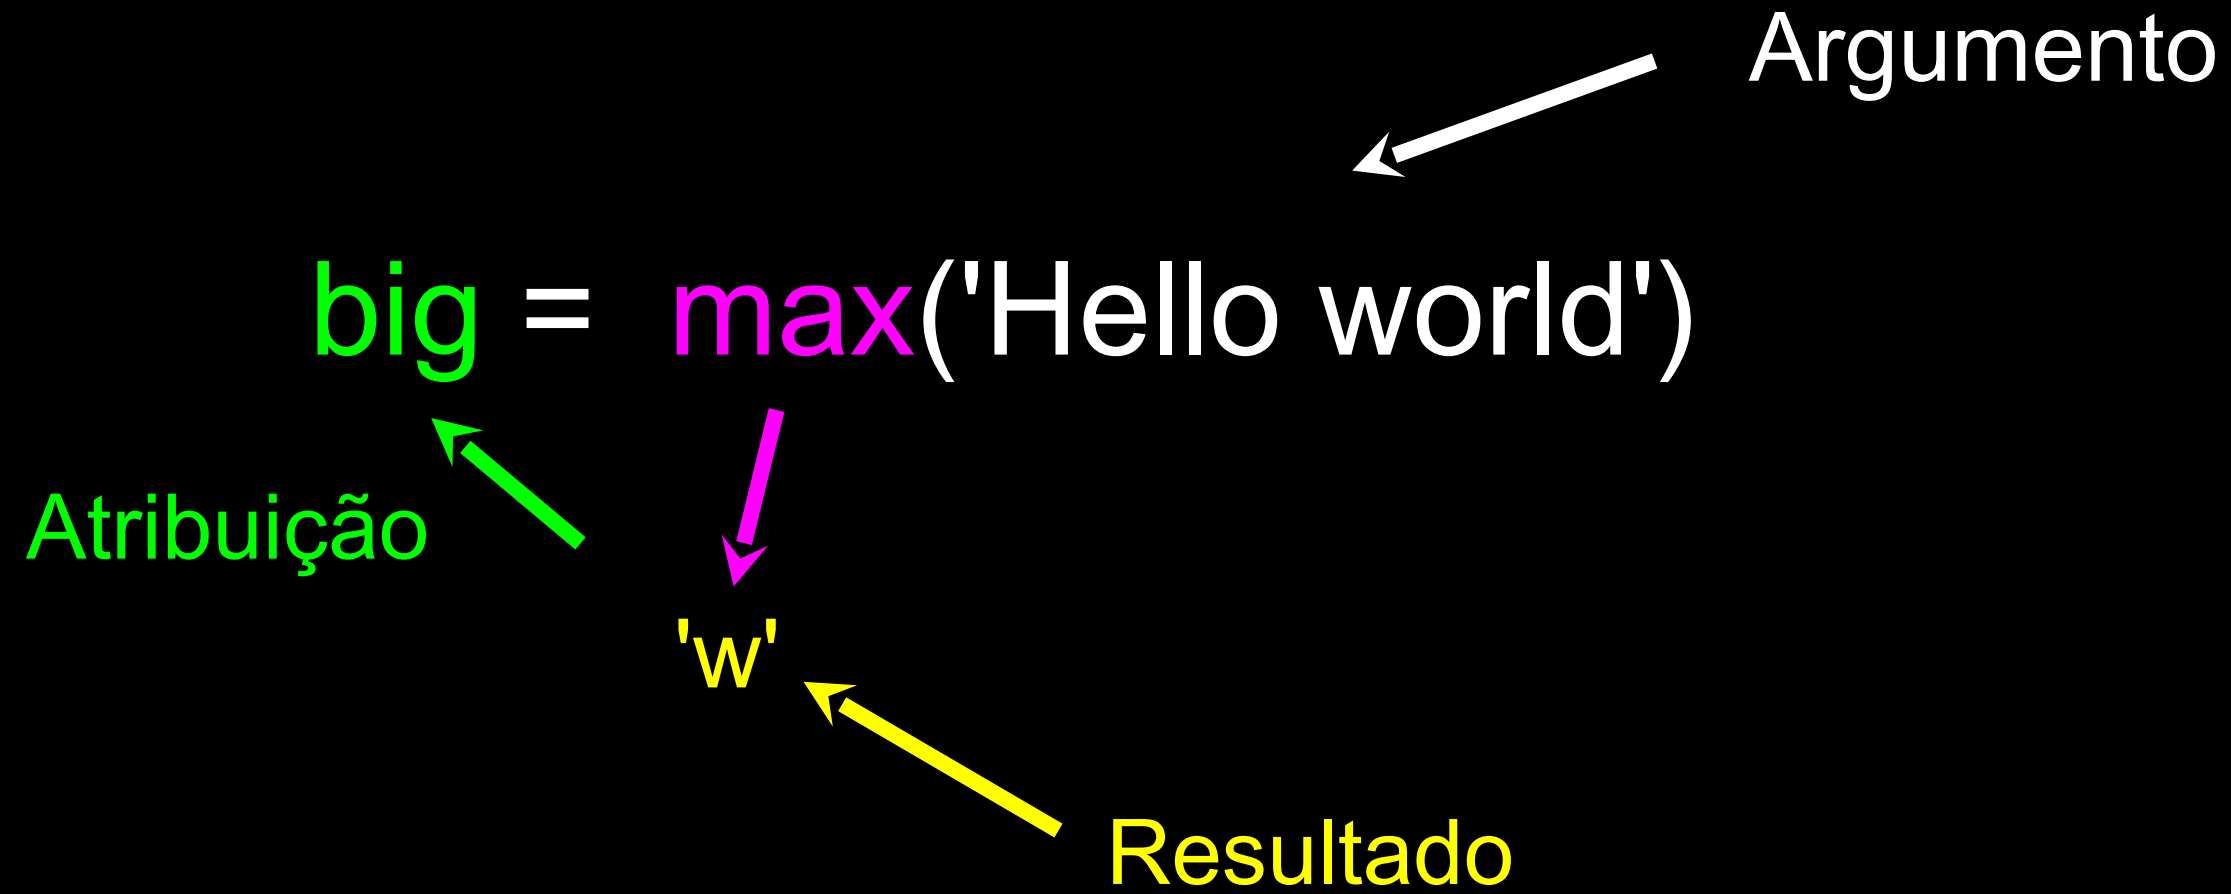 Argumento
big = max('Hello world')
Atribuição
'w'
Resultado